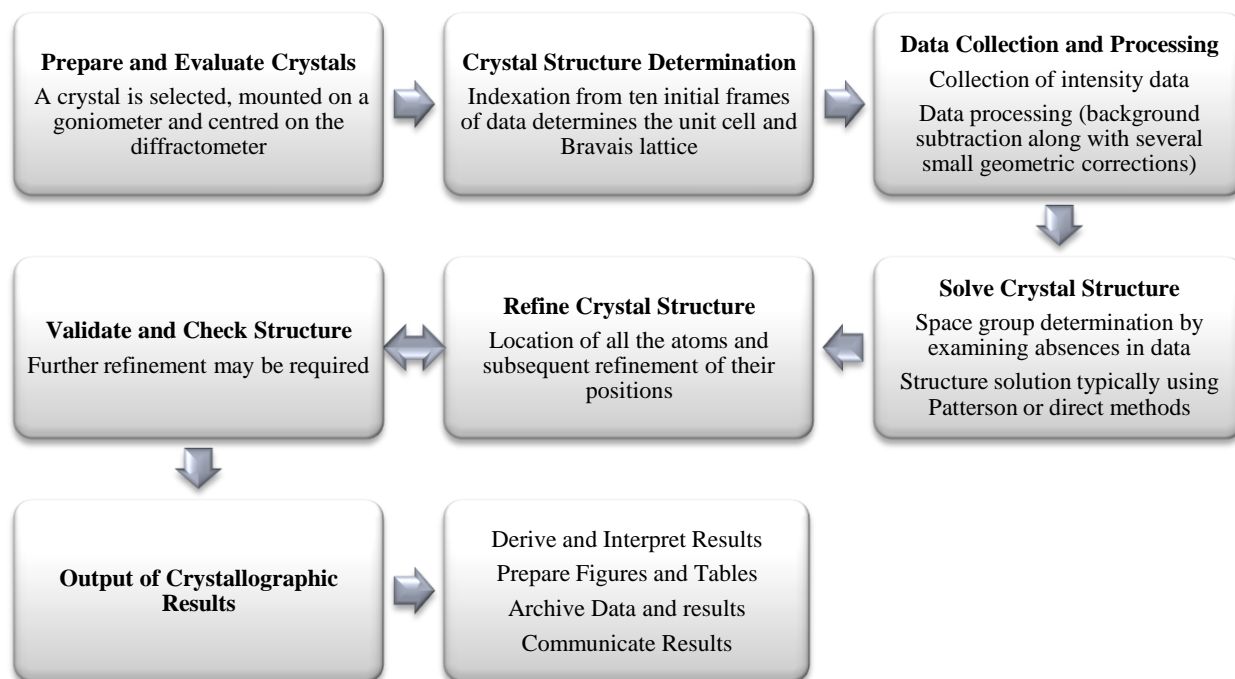 Prepare and Evaluate Crystals
A crystal is selected, mounted on a
goniometer and centred on the
diffractometer
Crystal Structure Determination
Indexation from ten initial frames
of data determines the unit cell and
Bravais lattice
Data Collection and Processing
Collection of intensity data
Data processing (background
subtraction along with several
small geometric corrections)
Solve Crystal Structure
Space group determination by
examining absences in data
Structure solution typically using
Patterson or direct methods
Refine Crystal Structure
Location of all the atoms and
subsequent refinement of their
positions
Validate and Check Structure
Further refinement may be required
Output of Crystallographic
Results
Derive and Interpret Results
Prepare Figures and Tables
Archive Data and results
Communicate Results